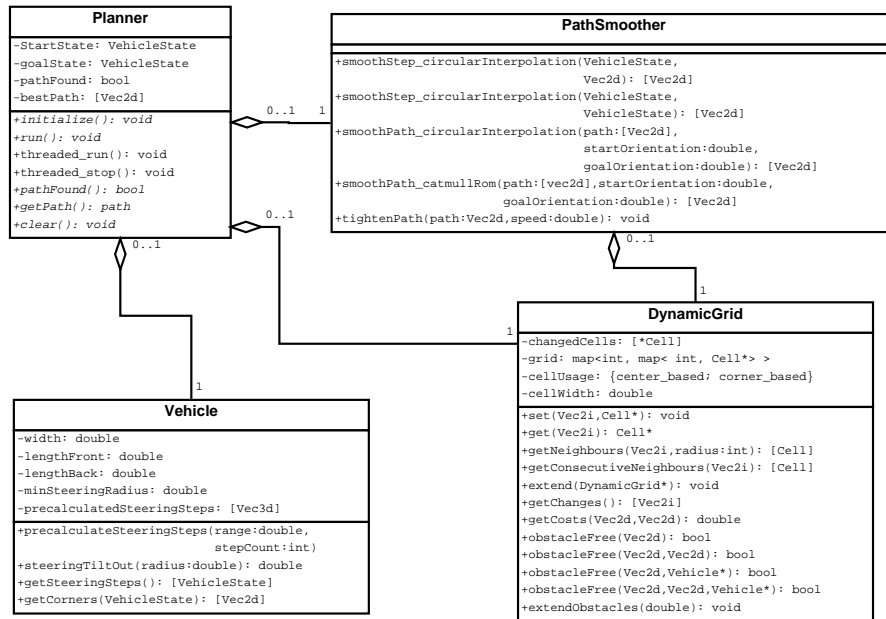 Planner
-StartState: VehicleState
-goalState: VehicleState
-pathFound: bool
-bestPath: [Vec2d]
+initialize(): void
+run(): void
+threaded_run(): void
+threaded_stop(): void
+pathFound(): bool
+getPath(): path
+clear(): void
0..1
1
0..1
0..1
PathSmoother
+smoothStep_circularInterpolation(VehicleState,
Vec2d): [Vec2d]
+smoothStep_circularInterpolation(VehicleState,
VehicleState): [Vec2d]
+smoothPath_circularInterpolation(path:[Vec2d],
startOrientation:double,
goalOrientation:double): [Vec2d]
+smoothPath_catmullRom(path:[vec2d],startOrientation:double,
goalOrientation:double): [Vec2d]
+tightenPath(path:Vec2d,speed:double): void
0..1
1
1
1
Vehicle
-width: double
-lengthFront: double
-lengthBack: double
-minSteeringRadius: double
-precalculatedSteeringSteps: [Vec3d]
+precalculateSteeringSteps(range:double,
stepCount:int)
+steeringTiltOut(radius:double): double
+getSteeringSteps(): [VehicleState]
+getCorners(VehicleState): [Vec2d]
DynamicGrid
-changedCells: [*Cell]
-grid: map<int, map< int, Cell*> >
-cellUsage: {center_based; corner_based}
-cellWidth: double
+set(Vec2i,Cell*): void
+get(Vec2i): Cell*
+getNeighbours(Vec2i,radius:int): [Cell]
+getConsecutiveNeighbours(Vec2i): [Cell]
+extend(DynamicGrid*): void
+getChanges(): [Vec2i]
+getCosts(Vec2d,Vec2d): double
+obstacleFree(Vec2d): bool
+obstacleFree(Vec2d,Vec2d): bool
+obstacleFree(Vec2d,Vehicle*): bool
+obstacleFree(Vec2d,Vec2d,Vehicle*): bool
+extendObstacles(double): void